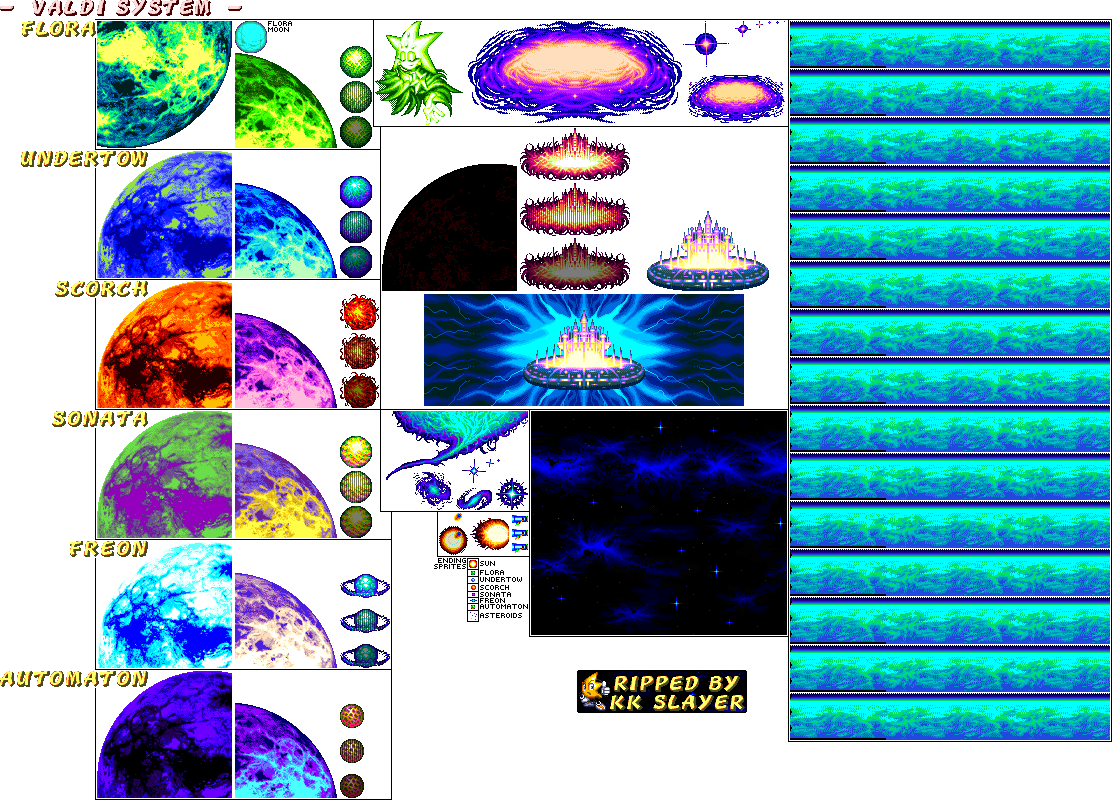 - VALDI SYSTEM -
FLORA
FLORA
MOON
UNDERTOW
SCORCH
SONATA
FREON
AUTOMATON
ENDING
SPRITES
SUN
FLORA
UNDERTOW
SCORCH
SONATA
FREON
AUTOMATON
ASTEROIDS
RIPPED BY
KK SLAYER